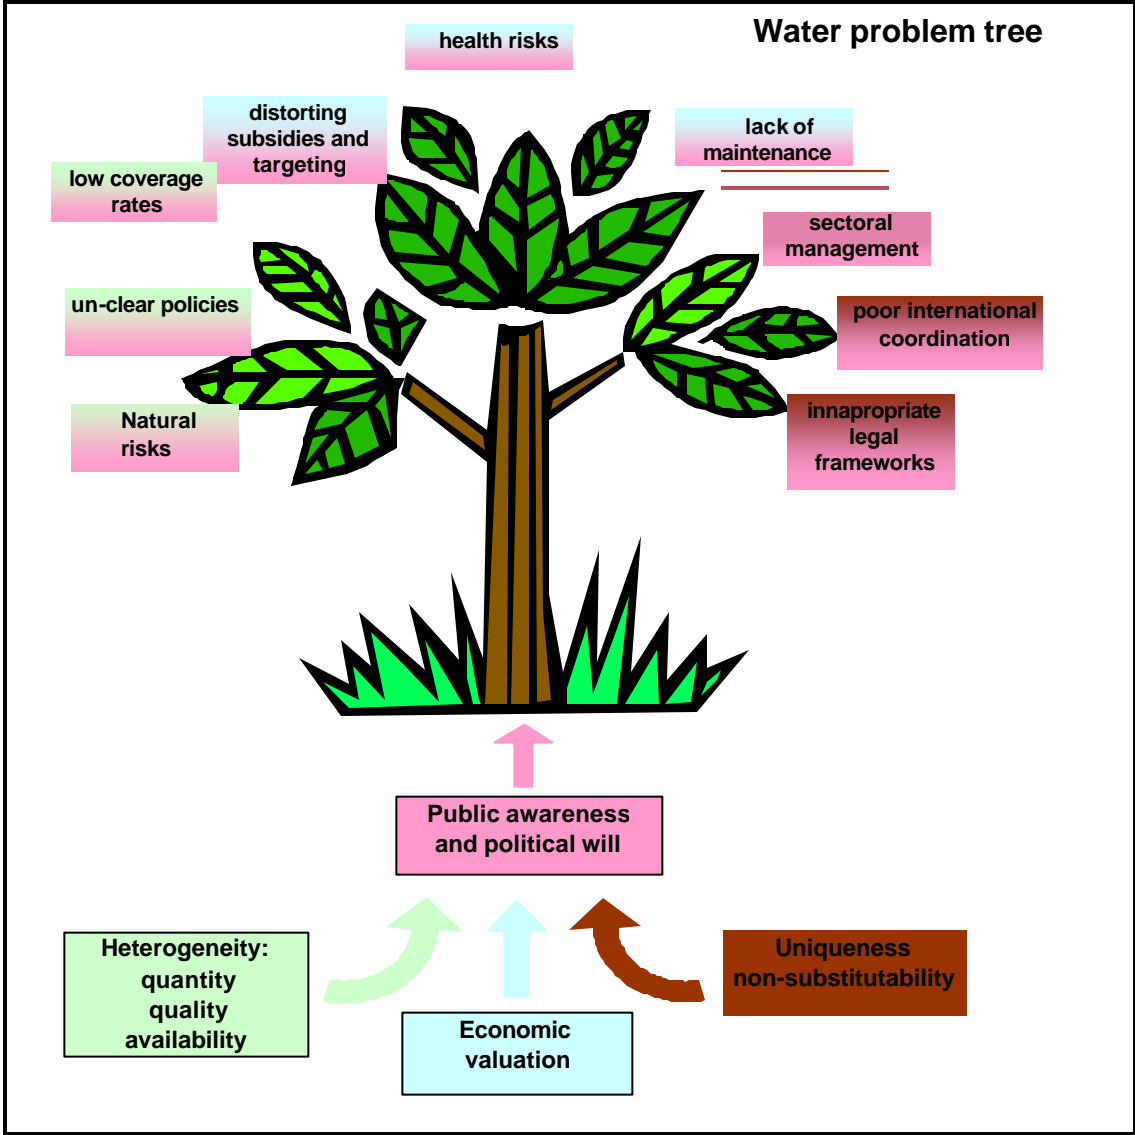 Water problem tree
health risks
distorting
subsidies and
targeting
lack of
maintenance
low coverage
rates
sectoral
management
un-clear policies
poor international
coordination
Natural
risks
innapropriate
legal
frameworks
Public awareness
and political will
Heterogeneity:
quantity
quality
availability
Economic
valuation
Uniqueness
non-substitutability